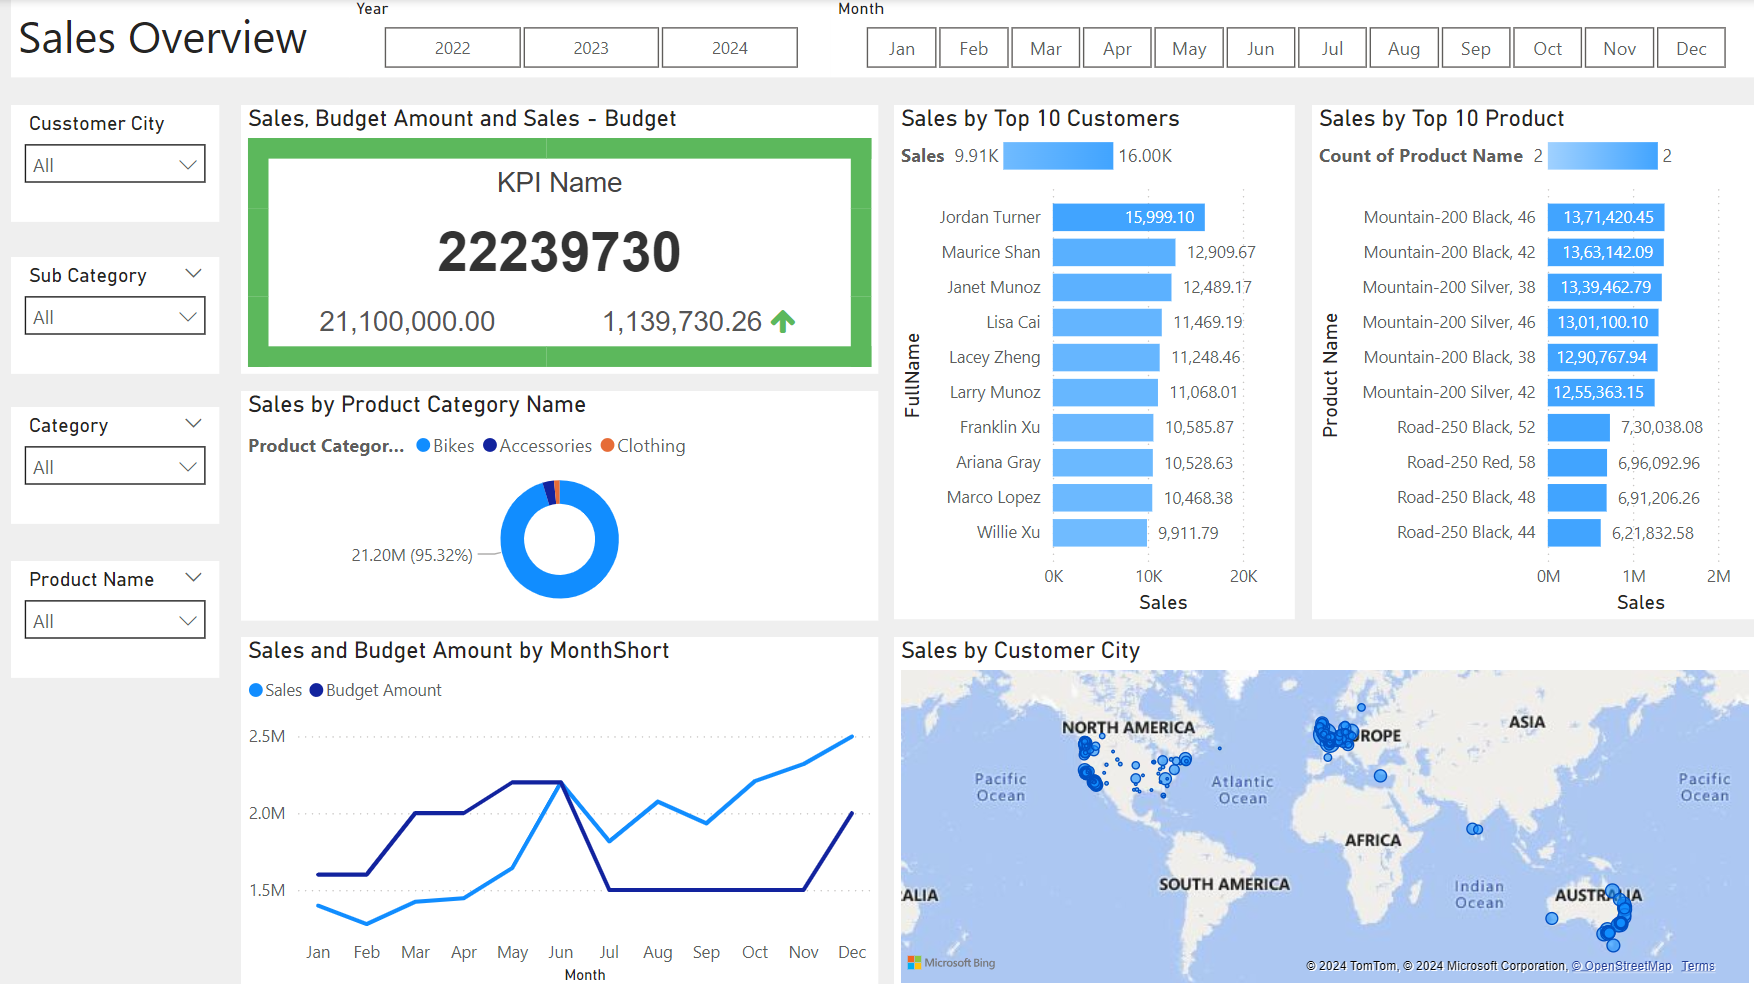 Sales Overview
Year
2022 2023 2024
Month
Jan Feb Mar Apr May Jun Jul Aug Sep Oct Nov Dec
Cusstomer City
All
Sub Category
All
Category
All
Product Name
All
Sales, Budget Amount and Sales - Budget
KPI Name
22239730
21,100,000.00 1,139,730.26
Sales by Product Category Name
Product Categor... Bikes Accessories Clothing
21.20M (95.32%)
Sales and Budget Amount by MonthShort
Sales Budget Amount
2.5M
2.0M
1.5M
Jan Feb Mar Apr May Jun Jul Aug Sep Oct Nov Dec
Month
Sales by Top 10 Customers
Sales 9.91K 16.00K
FullName
Jordan Turner 15,999.10
Maurice Shan 12,909.67
Janet Munoz 12,489.17
Lisa Cai 11,469.19
Lacey Zheng 11,248.46
Larry Munoz 11,068.01
Franklin Xu 10,585.87
Ariana Gray 10,528.63
Marco Lopez 10,468.38
Willie Xu 9,911.79
0K 10K 20K
Sales
Sales by Top 10 Product
Count of Product Name 2 2
Product Name
Mountain-200 Black, 46 13,71,420.45
Mountain-200 Black, 42 13,63,142.09
Mountain-200 Silver, 38 13,39,462.79
Mountain-200 Silver, 46 13,01,100.10
Mountain-200 Black, 38 12,90,767.94
Mountain-200 Silver, 42 12,55,363.15
Road-250 Black, 52 7,30,038.08
Road-250 Red, 58 6,96,092.96
Road-250 Black, 48 6,91,206.26
Road-250 Black, 44 6,21,832.58
0M 1M 2M
Sales
Sales by Customer City
NORTH AMERICA
ASIA
UROPE
Pacific
Ocean
Atlantic
Ocean
Pacific
Ocean
AFRICA
SOUTH AMERICA
Indian
Ocean
ALIA
AUSTRALIA
Microsoft Bing
© 2024 TomTom, © 2024 Microsoft Corporation, © OpenStreetMap Terms